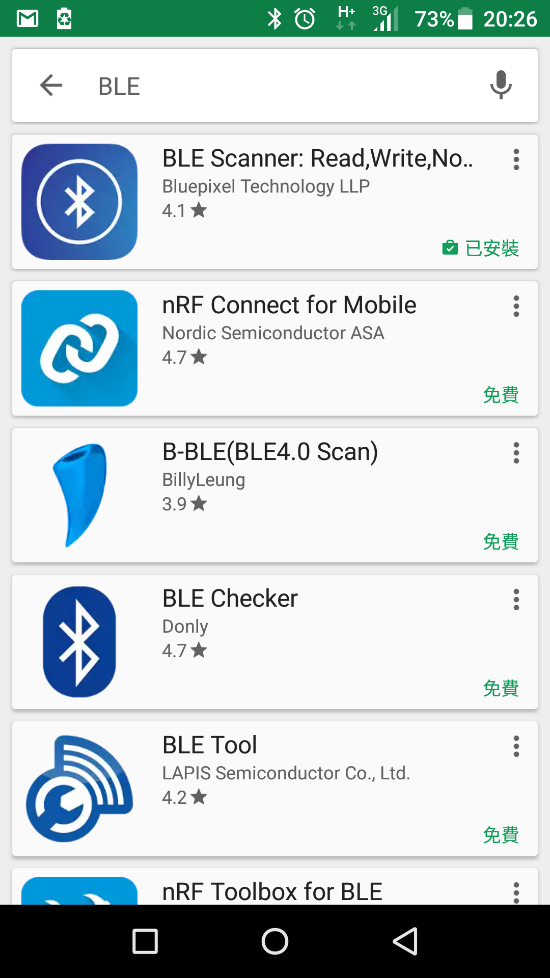 H+
3G
73%
20:26
BLE
BLE Scanner: Read,Write,No..
Bluepixel Technology LLP
4.1
已安裝
nRF Connect for Mobile
Nordic Semiconductor ASA
4.7
免費
B-BLE(BLE4.0 Scan)
BillyLeung
3.9
免費
BLE Checker
Donly
4.7
免費
BLE Tool
LAPIS Semiconductor Co., Ltd.
4.2
免費
nRF Toolbox for BLE